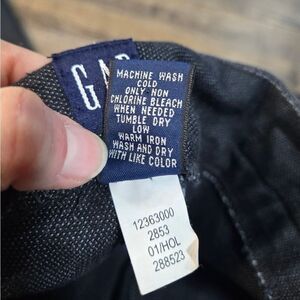 GAP
MACHINE WASH
COLD
ONLY NON
CHLORINE BLEACH
WHEN NEEDED
TUMBLE DRY
LOW
WARM IRON
WASH AND DRY
WITH LIKE COLOR
12363000
2853
01/HOL
288523